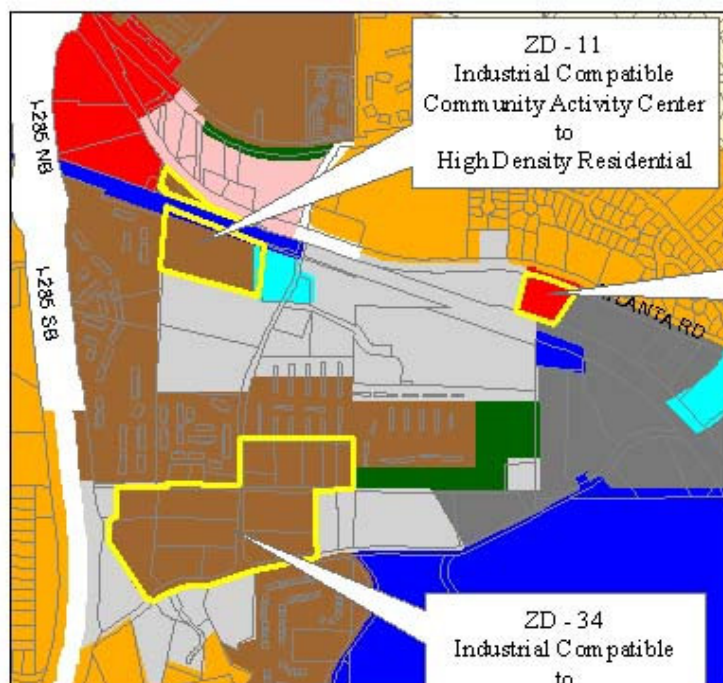 ZD - 11
Industrial Compatible
Community Activity Center
to
High Density Residential
I-285 NB
I-285 SB
ATLANTA RD
ZD - 34
Industrial Compatible
to